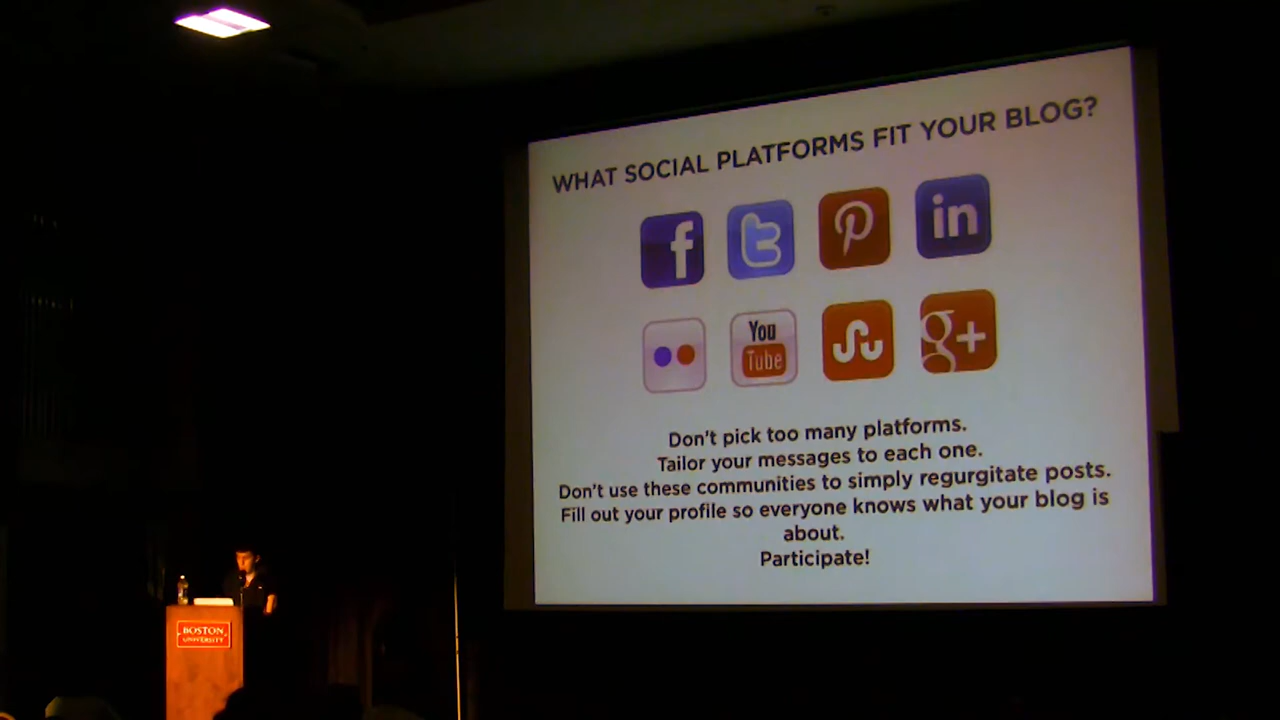 WHAT SOCIAL PLATFORMS FIT YOUR BLOG?
f
t
P
in
You
Tube
g+
Don't pick too many platforms.
Tailor your messages to each one.
Don't use these communities to simply regurgitate posts.
Fill out your profile so everyone knows what your blog is
about.
Participate!
BOSTON
UNIVERSITY